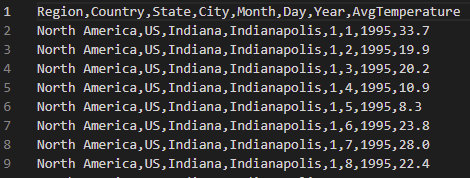 1 Region,Country,State,City,Month,Day,Year,AvgTemperature
2 North America,US,Indiana,Indianapolis,1,1,1995,33.7
3 North America,US,Indiana,Indianapolis,1,2,1995,19.9
4 North America,US,Indiana,Indianapolis,1,3,1995,20.2
5 North America,US,Indiana,Indianapolis,1,4,1995,10.9
6 North America,US,Indiana,Indianapolis,1,5,1995,8.3
7 North America,US,Indiana,Indianapolis,1,6,1995,23.8
8 North America,US,Indiana,Indianapolis,1,7,1995,28.0
9 North America,US,Indiana,Indianapolis,1,8,1995,22.4